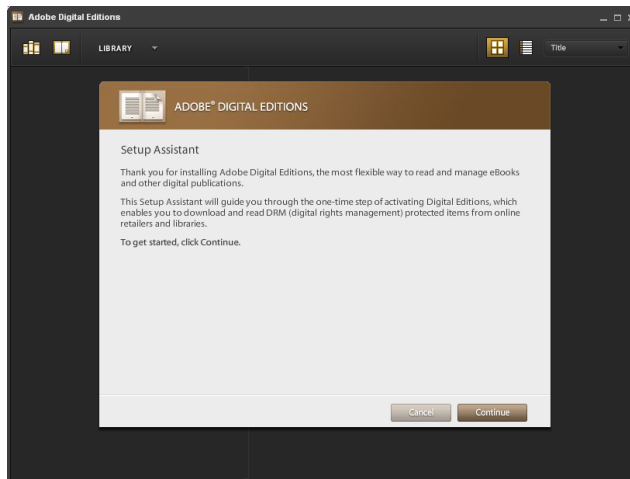 Adobe Digital Editions
LIBRARY
Title
ADOBE® DIGITAL EDITIONS
Setup Assistant
Thank you for installing Adobe Digital Editions, the most flexible way to read and manage eBooks
and other digital publications.
This Setup Assistant will guide you through the one-time step of activating Digital Editions, which
enables you to download and read DRM (digital rights management) protected items from online
retailers and libraries.
To get started, click Continue.
Cancel
Continue